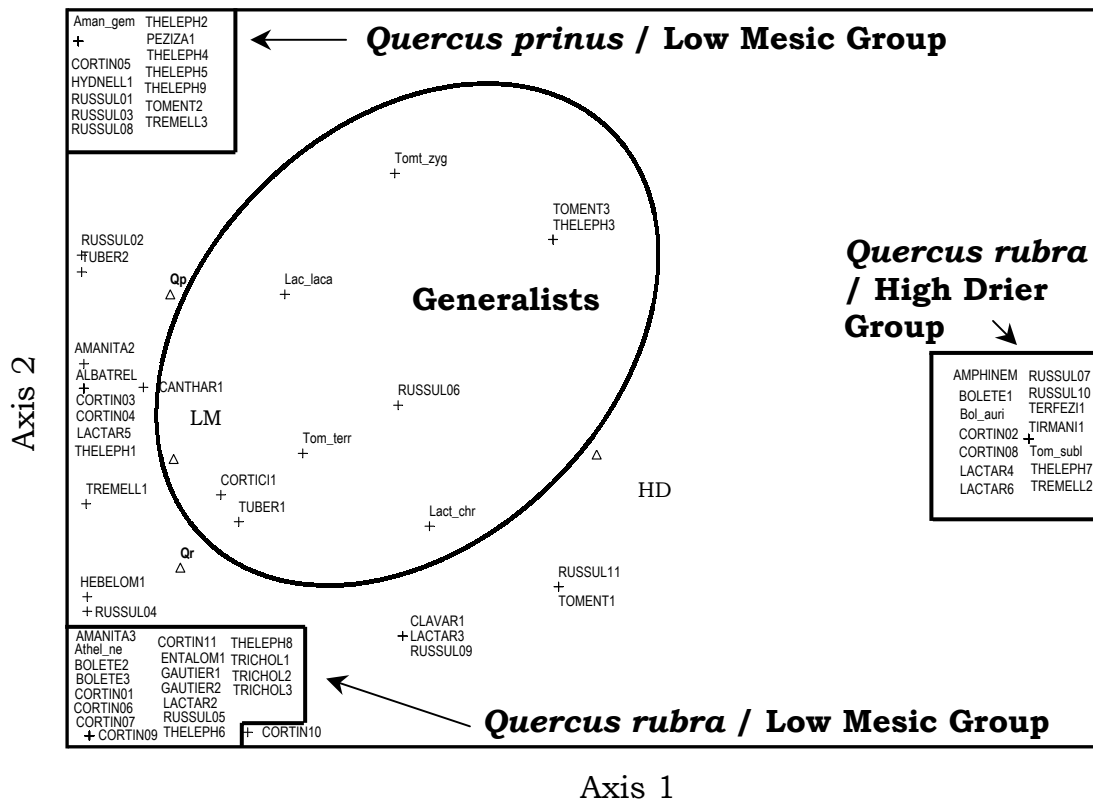 Aman_gem
CORTIN05
HYDNELL1
RUSSUL01
RUSSUL03
RUSSUL08
THELEPH2
PEZIZA1
THELEPH4
THELEPH5
THELEPH9
TOMENT2
TREMELL3
Quercus prinus / Low Mesic Group
Tomt_zyg
TOMENT3
THELEPH3
RUSSUL02
TUBER2
Qp
Lac_laca
Generalists
Quercus rubra
/ High Drier
Group
AMANITA2
ALBATREL
CANTHAR1
CORTIN03
CORTIN04
LACTAR5
THELEPH1
LM
RUSSUL06
Tom_terr
AMPHINEM
BOLETE1
Bol_auri
CORTIN02
CORTIN08
LACTAR4
LACTAR6
RUSSUL07
RUSSUL10
TERFEZI1
TIRMANI1
Tom_subl
THELEPH7
TREMELL2
TREMELL1
CORTICI1
TUBER1
Lact_chr
HD
Qr
HEBELOM1
RUSSUL04
RUSSUL11
TOMENT1
CLAVAR1
LACTAR3
RUSSUL09
AMANITA3
Athel_ne
BOLETE2
BOLETE3
CORTIN01
CORTIN06
CORTIN07
CORTIN09
CORTIN11
ENTALOM1
GAUTIER1
GAUTIER2
LACTAR2
RUSSUL05
THELEPH6
THELEPH8
TRICHOL1
TRICHOL2
TRICHOL3
CORTIN10
Quercus rubra / Low Mesic Group
Axis 2
Axis 1